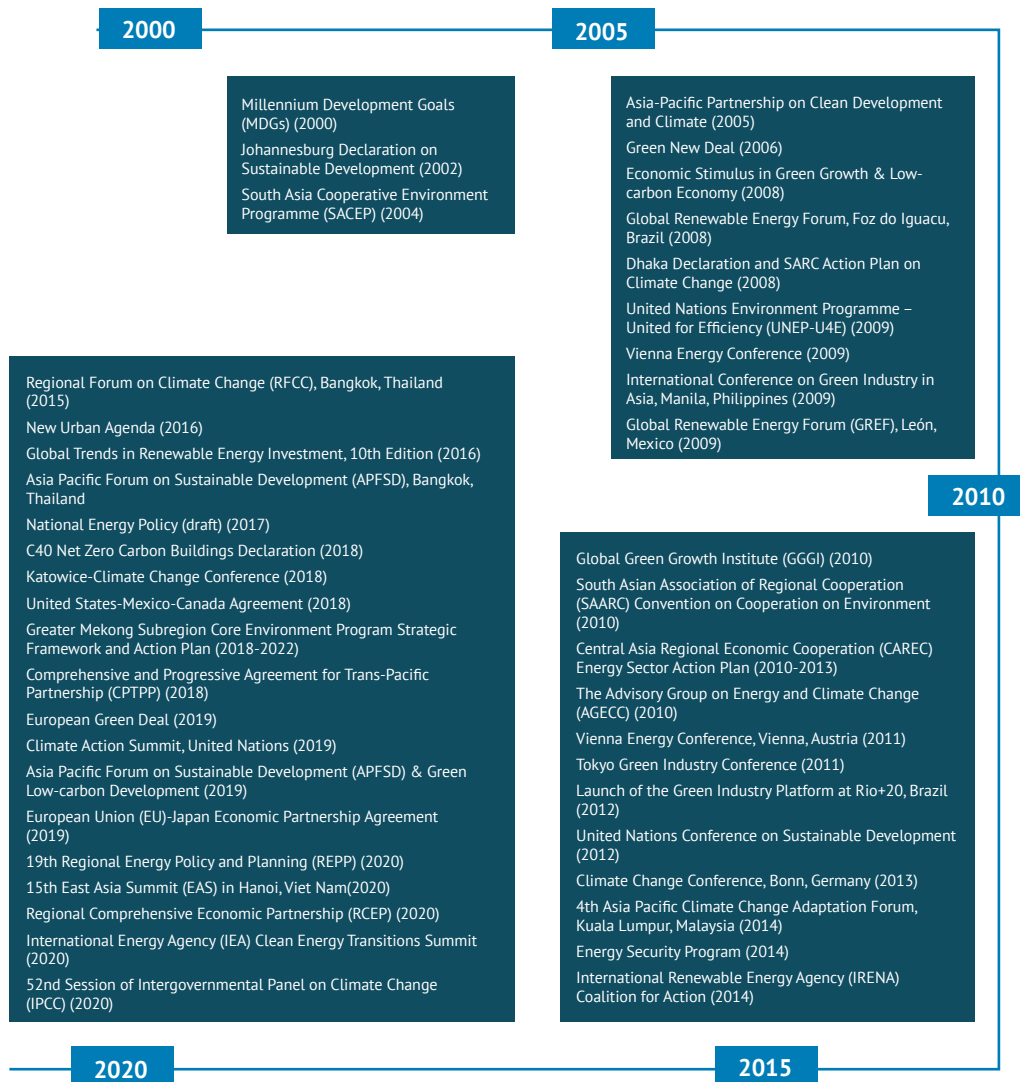 2000
2005
Millennium Development Goals
(MDGs) (2000)
Johannesburg Declaration on
Sustainable Development (2002)
South Asia Cooperative Environment
Programme (SACEP) (2004)
Asia-Pacific Partnership on Clean Development
and Climate (2005)
Green New Deal (2006)
Economic Stimulus in Green Growth & Low-
carbon Economy (2008)
Global Renewable Energy Forum, Foz do Iguacu,
Brazil (2008)
Dhaka Declaration and SARC Action Plan on
Climate Change (2008)
United Nations Environment Programme –
United for Efficiency (UNEP-U4E) (2009)
Vienna Energy Conference (2009)
International Conference on Green Industry in
Asia, Manila, Philippines (2009)
Global Renewable Energy Forum (GREF), León,
Mexico (2009)
2010
Global Green Growth Institute (GGGI) (2010)
South Asian Association of Regional Cooperation
(SAARC) Convention on Cooperation on Environment
(2010)
Central Asia Regional Economic Cooperation (CAREC)
Energy Sector Action Plan (2010-2013)
The Advisory Group on Energy and Climate Change
(AGECC) (2010)
Vienna Energy Conference, Vienna, Austria (2011)
Tokyo Green Industry Conference (2011)
Launch of the Green Industry Platform at Rio+20, Brazil
(2012)
United Nations Conference on Sustainable Development
(2012)
Climate Change Conference, Bonn, Germany (2013)
4th Asia Pacific Climate Change Adaptation Forum,
Kuala Lumpur, Malaysia (2014)
Energy Security Program (2014)
International Renewable Energy Agency (IRENA)
Coalition for Action (2014)
2015
Regional Forum on Climate Change (RFCC), Bangkok, Thailand
(2015)
New Urban Agenda (2016)
Global Trends in Renewable Energy Investment, 10th Edition (2016)
Asia Pacific Forum on Sustainable Development (APFSD), Bangkok,
Thailand
National Energy Policy (draft) (2017)
C40 Net Zero Carbon Buildings Declaration (2018)
Katowice-Climate Change Conference (2018)
United States-Mexico-Canada Agreement (2018)
Greater Mekong Subregion Core Environment Program Strategic
Framework and Action Plan (2018-2022)
Comprehensive and Progressive Agreement for Trans-Pacific
Partnership (CPTPP) (2018)
European Green Deal (2019)
Climate Action Summit, United Nations (2019)
Asia Pacific Forum on Sustainable Development (APFSD) & Green
Low-carbon Development (2019)
European Union (EU)-Japan Economic Partnership Agreement
(2019)
19th Regional Energy Policy and Planning (REPP) (2020)
15th East Asia Summit (EAS) in Hanoi, Viet Nam(2020)
Regional Comprehensive Economic Partnership (RCEP) (2020)
International Energy Agency (IEA) Clean Energy Transitions Summit
(2020)
52nd Session of Intergovernmental Panel on Climate Change
(IPCC) (2020)
2020